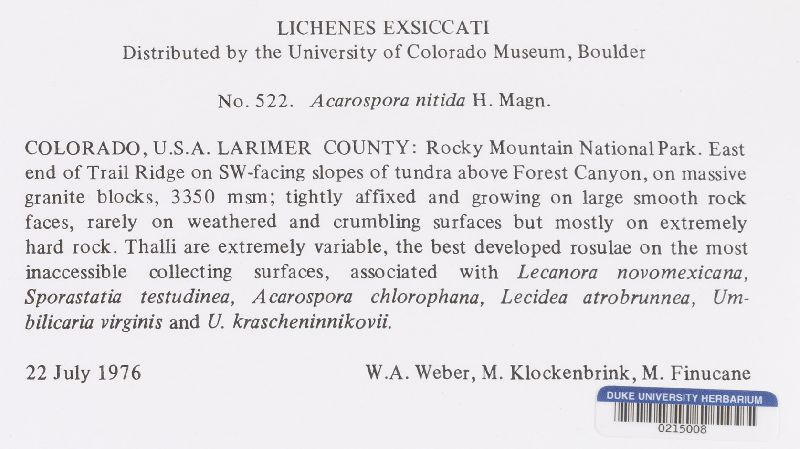 LICHENES EXSICCATI
Distributed by the University of Colorado Museum, Boulder
No. 522. Acarospora nitida H. Magn.
COLORADO, U.S.A. LARIMER COUNTY: Rocky Mountain National Park. East
end of Trail Ridge on SW-facing slopes of tundra above Forest Canyon, on massive
granite blocks, 3350 msm; tightly affixed and growing on large smooth rock
faces, rarely on weathered and crumbling surfaces but mostly on extremely
hard rock. Thalli are extremely variable, the best developed rosulae on the most
inaccessible collecting surfaces, associated with Lecanora novomexicana,
Sporastatia testudinea, Acarospora chlorophana, Lecidea atrobrunnea, Um-
bilicaria virginis and U. krascheninnikovii.
22 July 1976 W.A. Weber, M. Klockenbrink, M. Finucane
DUKE UNIVERSITY HERBARIUM
0215008